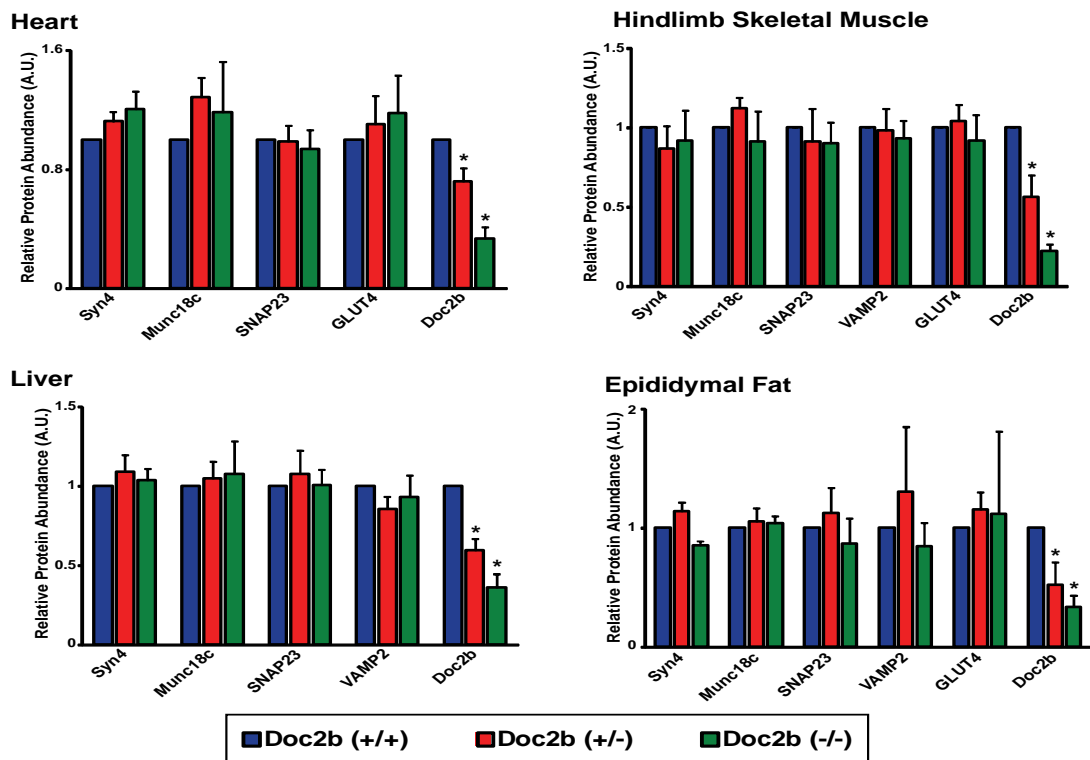 Heart
Relative Protein Abundance (A.U.)
1.6
0.8
0
*
*
Syn4
Munc18c
SNAP23
GLUT4
Doc2b
Hindlimb Skeletal Muscle
Relative Protein Abundance (A.U.)
1.5
1
0.5
0
*
*
Syn4
Munc18c
SNAP23
VAMP2
GLUT4
Doc2b
Liver
Relative Protein Abundance (A.U.)
1.5
1
0.5
0
*
*
Syn4
Munc18c
SNAP23
VAMP2
Doc2b
Epididymal Fat
Relative Protein Abundance (A.U.)
2
1
0
*
*
Syn4
Munc18c
SNAP23
VAMP2
GLUT4
Doc2b
Doc2b (+/+) Doc2b (+/-) Doc2b (-/-)